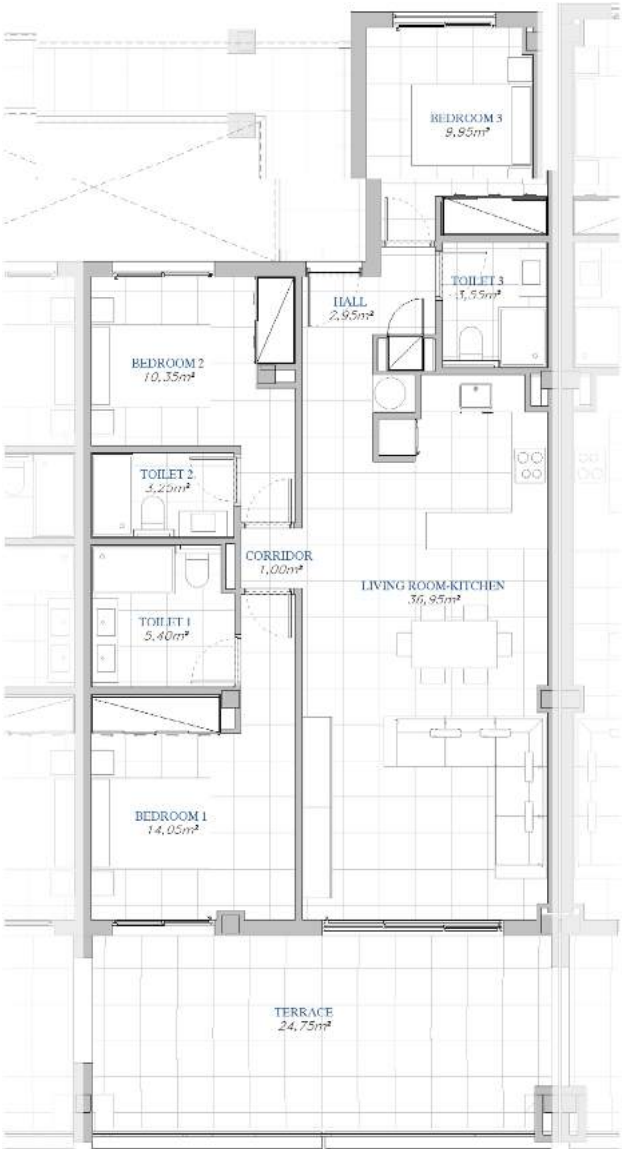 BEDROOM 3
9,95m²
TOILET 3
3,55m²
HALL
2,95m²
BEDROOM 2
10,35m²
TOILET 2
3,25m²
CORRIDOR
1,00m²
LIVING ROOM-KITCHEN
36,95m²
TOILET 1
5,40m²
BEDROOM 1
14,05m²
TERRACE
24,75m²